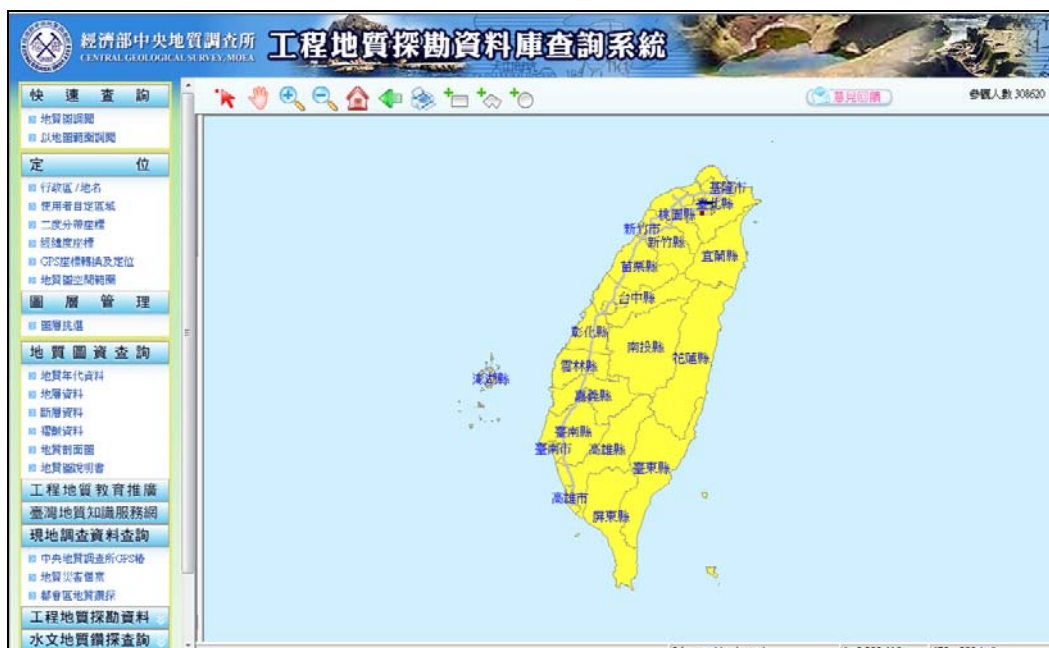 經濟部中央地質調查所
CENTRAL GEOLOGICAL SURVEY, MOEA
工程地質探勘資料庫查詢系統
快速查詢
地質圖調閱
以地圖範圍調閱
定位
行政區/地名
使用者自定區域
二度分帶座標
經緯度座標
GPS座標轉換及定位
地質圖空間範圍
圖層管理
圖層挑選
地質圖資查詢
地質年代資料
地層資料
斷層資料
褶皺資料
地質剖面圖
地質圖說明書
工程地質教育推廣
臺灣地質知識服務網
現地調查資料查詢
中央地質調查所GPS樁
地質災害個案
都會區地質鑽探
工程地質探勘資料
水文地質鑽探查詢
意見回饋
參觀人數 308620
基隆市
臺北縣
桃園縣
新竹市
新竹縣
宜蘭縣
苗栗縣
台中縣
彰化縣
南投縣
花蓮縣
雲林縣
澎湖縣
嘉義縣
臺南縣
臺南市
高雄縣
臺東縣
高雄市
屏東縣